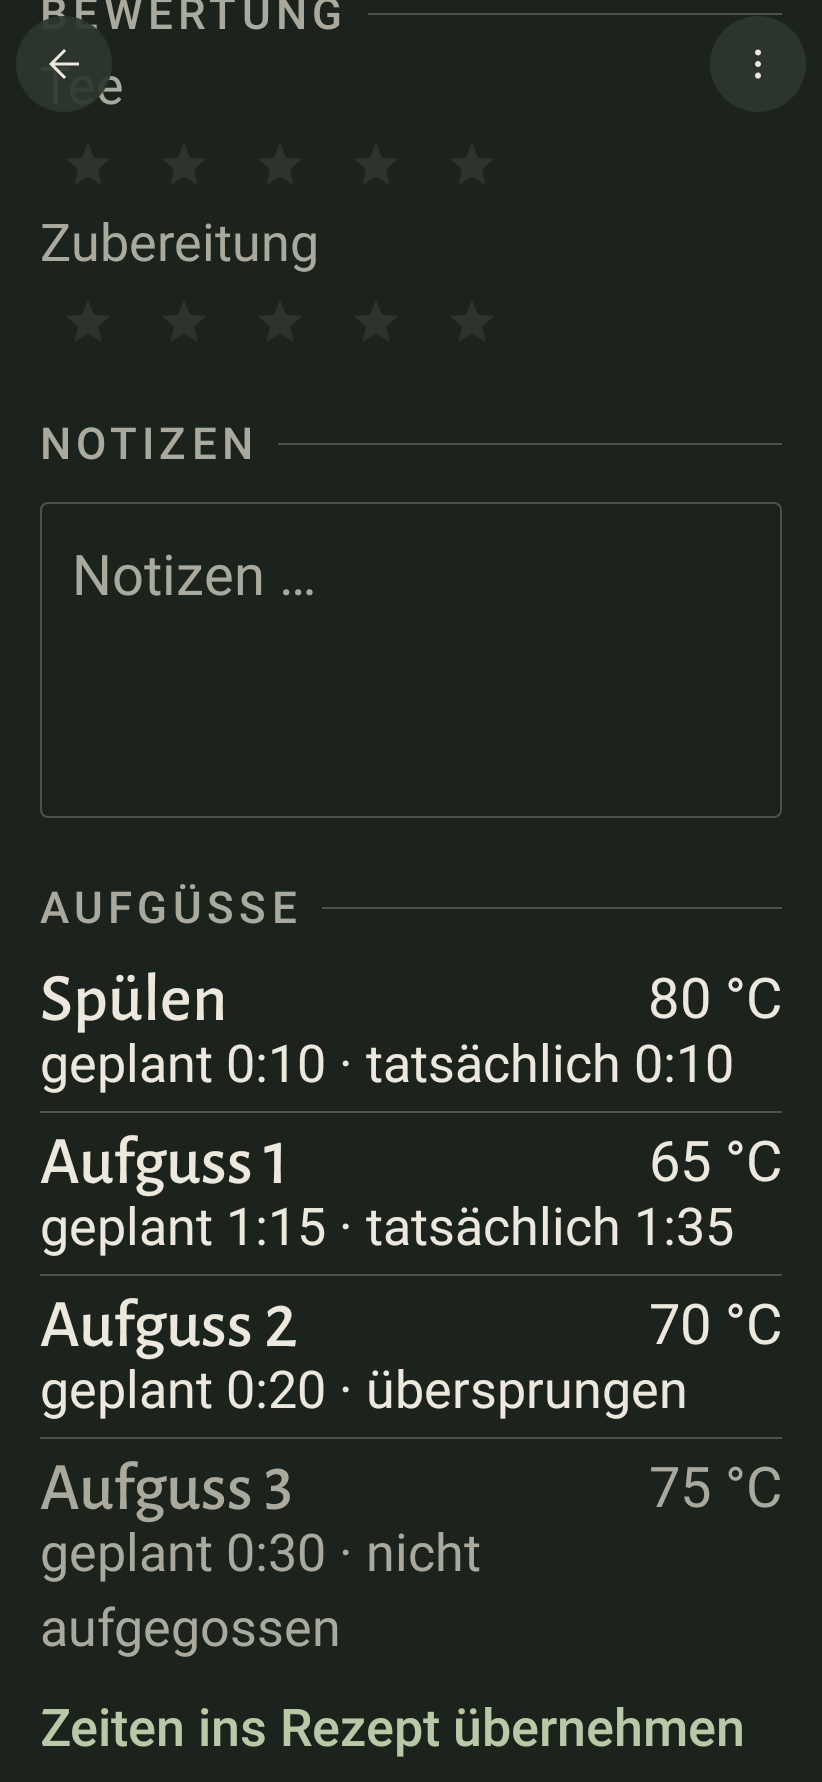 BEWERTUNG
Tee
Zubereitung
NOTIZEN
Notizen ...
AUFGÜSSE
Spülen 80 °C
geplant 0:10 · tatsächlich 0:10
Aufguss 1 65 °C
geplant 1:15 · tatsächlich 1:35
Aufguss 2 70 °C
geplant 0:20 · übersprungen
Aufguss 3 75 °C
geplant 0:30 · nicht
aufgegossen
Zeiten ins Rezept übernehmen